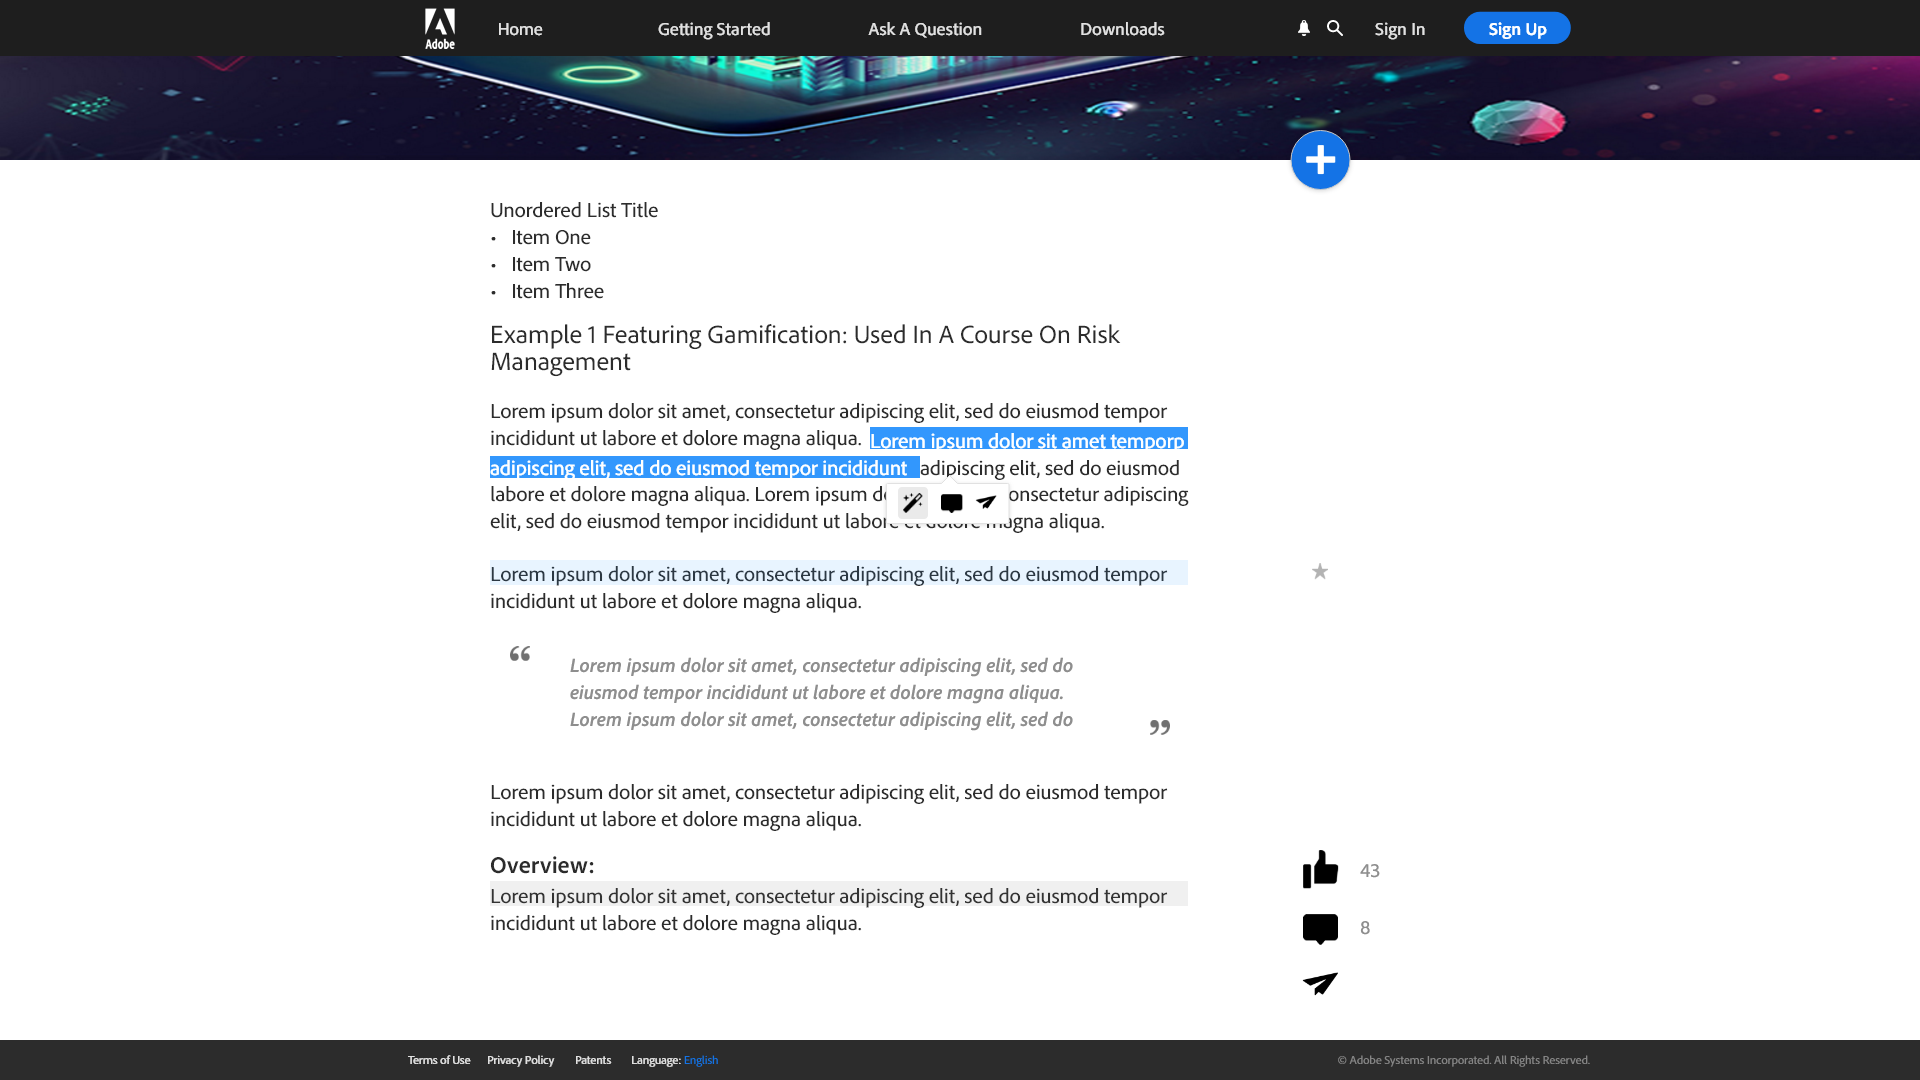 Adobe
Home
Getting Started
Ask A Question
Downloads
Sign In
Sign Up
Unordered List Title
• Item One
• Item Two
• Item Three
Example 1 Featuring Gamification: Used In A Course On Risk
Management
Lorem ipsum dolor sit amet, consectetur adipiscing elit, sed do eiusmod tempor
incididunt ut labore et dolore magna aliqua. Lorem ipsum dolor sit amet temporp
adipiscing elit, sed do eiusmod tempor incididunt adipiscing elit, sed do eiusmod
labore et dolore magna aliqua. Lorem ipsum onsectetur adipiscing
elit, sed do eiusmod tempor incididunt ut labore et dolore magna aliqua.
Lorem ipsum dolor sit amet, consectetur adipiscing elit, sed do eiusmod tempor
incididunt ut labore et dolore magna aliqua.
“
Lorem ipsum dolor sit amet, consectetur adipiscing elit, sed do
eiusmod tempor incididunt ut labore et dolore magna aliqua.
Lorem ipsum dolor sit amet, consectetur adipiscing elit, sed do
”
Lorem ipsum dolor sit amet, consectetur adipiscing elit, sed do eiusmod tempor
incididunt ut labore et dolore magna aliqua.
Overview:
Lorem ipsum dolor sit amet, consectetur adipiscing elit, sed do eiusmod tempor
incididunt ut labore et dolore magna aliqua.
43
8
Terms of Use
Privacy Policy
Patents
Language: English
© Adobe Systems Incorporated. All Rights Reserved.